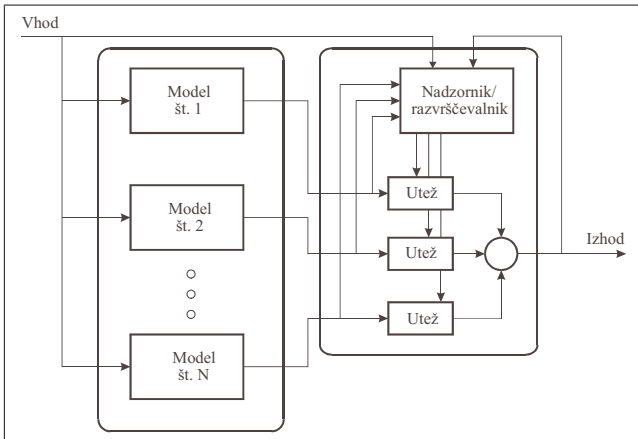 Vhod
Model
št. 1
Nadzornik/
razvrščevalnik
Utež
Model
št. 2
Utež
Izhod
Utež
Model
št. N